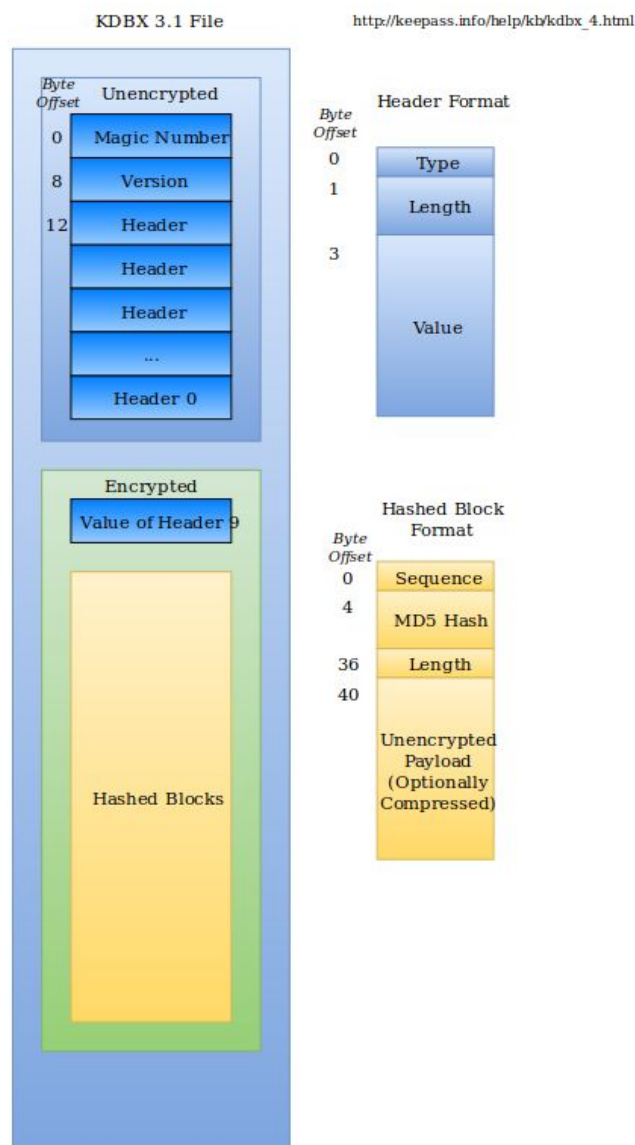 KDBX 3.1 File
http://keepass.info/help/kb/kdbx_4.html
Byte
Offset
Unencrypted
0
Magic Number
8
Version
12
Header
Header
Header
...
Header 0
Header Format
Byte
Offset
0
Type
1
Length
3
Value
Encrypted
Value of Header 9
Hashed Blocks
Hashed Block
Format
Byte
Offset
0
Sequence
4
MD5 Hash
36
Length
40
Unencrypted
Payload
(Optionally
Compressed)